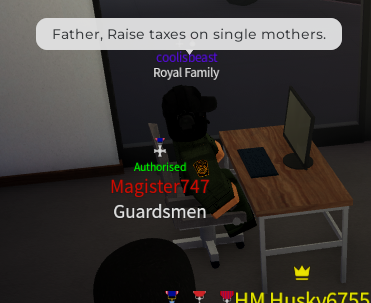 Father, Raise taxes on single mothers.
coolisbeast
Royal Family
Authorised
Magister747
Guardsmen
HM Husky6755